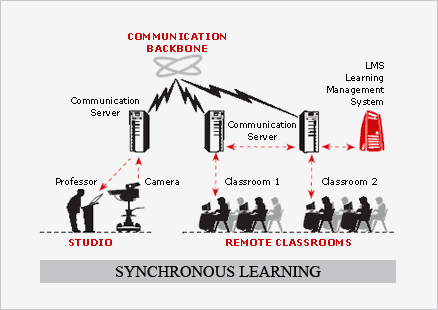 COMMUNICATION
BACKBONE
LMS
Learning
Management
System
Communication
Server
Communication
Server
Professor
Camera
Classroom 1
Classroom 2
STUDIO
REMOTE CLASSROOMS
SYNCHRONOUS LEARNING